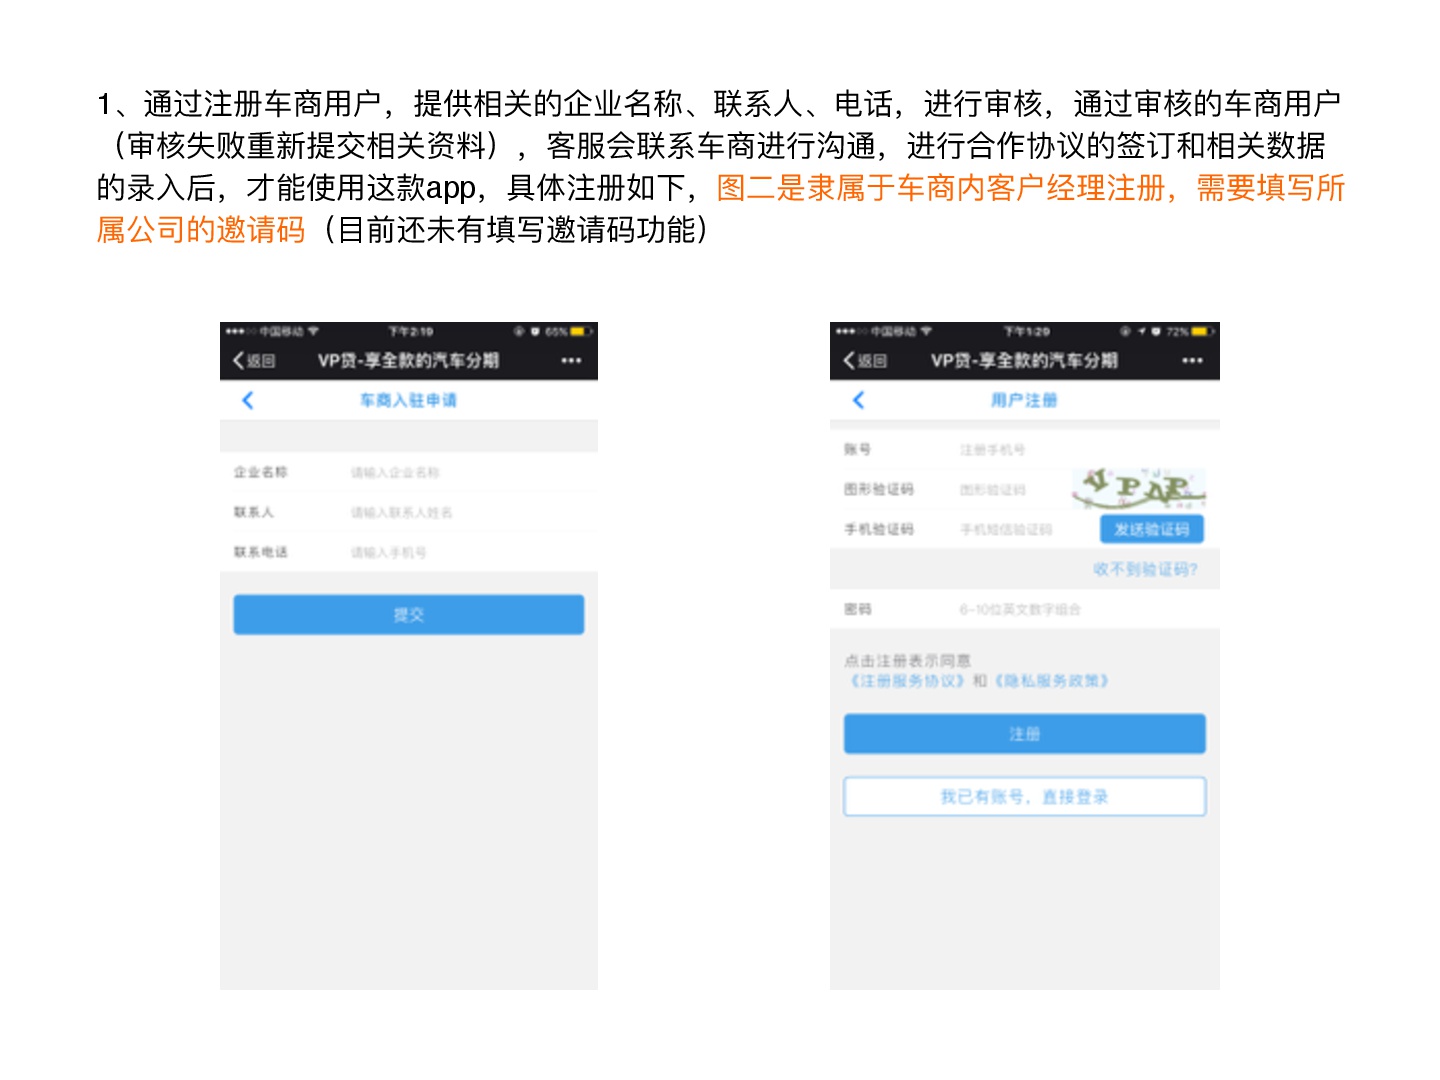 1、通过注册车商用户，提供相关的企业名称、联系人、电话，进行审核，通过审核的车商用户
（审核失败重新提交相关资料），客服会联系车商进行沟通，进行合作协议的签订和相关数据
的录入后，才能使用这款app，具体注册如下，图二是隶属于车商内客户经理注册，需要填写所
属公司的邀请码（目前还未有填写邀请码功能）
中国移动 下午2:19 65%
返回 VP贷-享全款的汽车分期
车商入驻申请
企业名称 请输入企业名称
联系人 请输入联系人姓名
联系电话 请输入手机号
提交
中国移动 下午1:29 72%
返回 VP贷-享全款的汽车分期
用户注册
账号 注册手机号
图形验证码 图形验证码
手机验证码 手机短信验证码 发送验证码
收不到验证码?
密码 6-10位英文数字组合
点击注册表示同意
《注册服务协议》和《隐私服务政策》
注册
我已有账号，直接登录